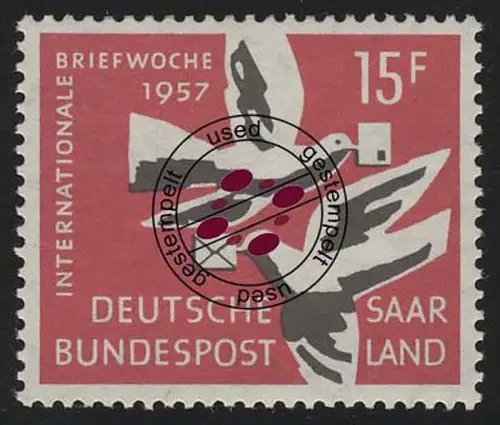 INTERNATIONALE
BRIEFWOCHE
1957
15F
used
gestempelt
used
gestempelt
DEUTSCHE
BUNDESPOST
SAAR
LAND